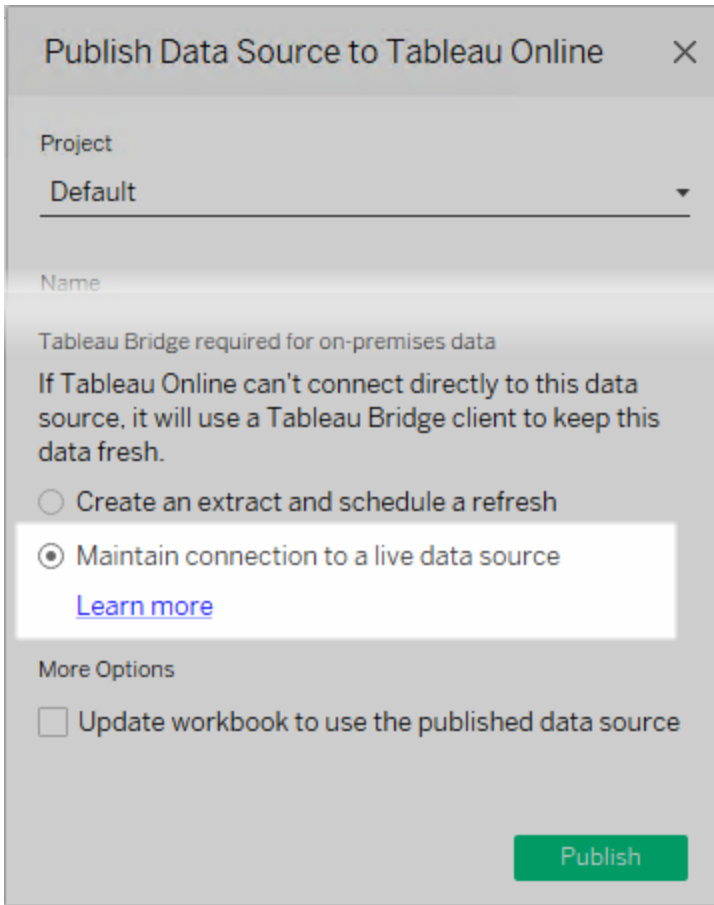 Publish Data Source to Tableau Online
Project
Default
Name
Tableau Bridge required for on-premises data
If Tableau Online can't connect directly to this data
source, it will use a Tableau Bridge client to keep this
data fresh.
Create an extract and schedule a refresh
Maintain connection to a live data source
Learn more
More Options
Update workbook to use the published data source
Publish